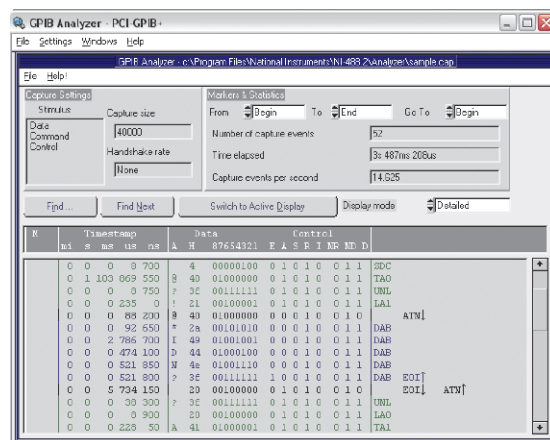 GPIB Analyzer - PCI-GPIB+
File Settings Windows Help
GPIB Analyzer - c:\Program Files\National Instruments\NI-488.2\Analyzer\sample.cap
File Help!
Capture Settings
Stimulus
Data
Command
Control
Capture size
40000
Handshake rate
None
Markers & Statistics
From Begin To End Go To Begin
Number of capture events 52
Time elapsed 3s 487ms 208us
Capture events per second 14.625
Find... Find Next Switch to Active Display Display mode Detailed
M Timestamp Data Control
mi s ms us ns A H 87654321 E A S R I NR ND D
0 0 0 8 700 4 00000100 0 1 0 1 0 0 1 1 SDC
0 1 103 869 550 @ 40 01000000 0 1 0 1 0 0 1 1 TAO
0 0 0 8 750 ? 3f 00111111 0 1 0 1 0 0 1 1 UNL
0 0 0 235 0 ! 21 00100001 0 1 0 1 0 0 1 1 LA1
0 0 0 88 200 @ 40 01000000 0 0 0 1 0 0 1 0 ATN↓
0 0 0 92 650 * 2a 00101010 0 0 0 1 0 0 1 1 DAB
0 0 2 786 700 I 49 01001001 0 0 0 1 0 0 1 1 DAB
0 0 0 474 100 D 44 01000100 0 0 0 1 0 0 1 1 DAB
0 0 0 521 850 N 4e 01001110 0 0 0 1 0 0 1 1 DAB
0 0 0 521 800 ? 3f 00111111 1 0 0 1 0 0 1 1 DAB EOI↑
0 0 5 734 150 20 00100000 0 1 0 1 0 0 1 0 EOI↓ ATN↑
0 0 0 38 300 ? 3f 00111111 0 1 0 1 0 0 1 1 UNL
0 0 0 8 900 20 00100000 0 1 0 1 0 0 1 1 LAO
0 0 0 228 50 A 41 01000001 0 1 0 1 0 0 1 1 TA1